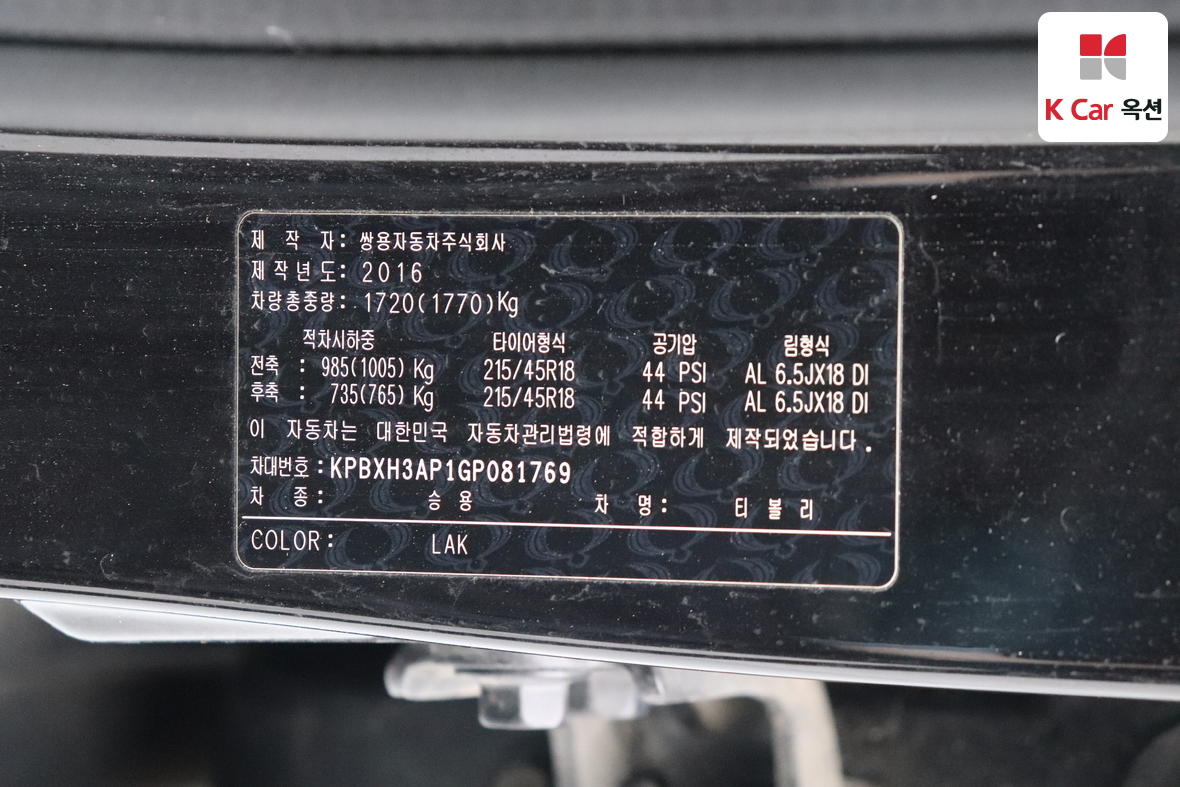 K Car 옥션
제 작 자: 쌍용자동차주식회사
제작년도: 2016
차량총중량: 1720(1770)Kg
적차시하중 타이어형식 공기압 림형식
전축 : 985(1005) Kg 215/45R18 44 PSI AL 6.5JX18 DI
후축 : 735(765) Kg 215/45R18 44 PSI AL 6.5JX18 DI
이 자동차는 대한민국 자동차관리법령에 적합하게 제작되었습니다.
차대번호:KPBXH3AP1GP081769
차 종: 승 용 차 명: 티 볼 리
COLOR: LAK